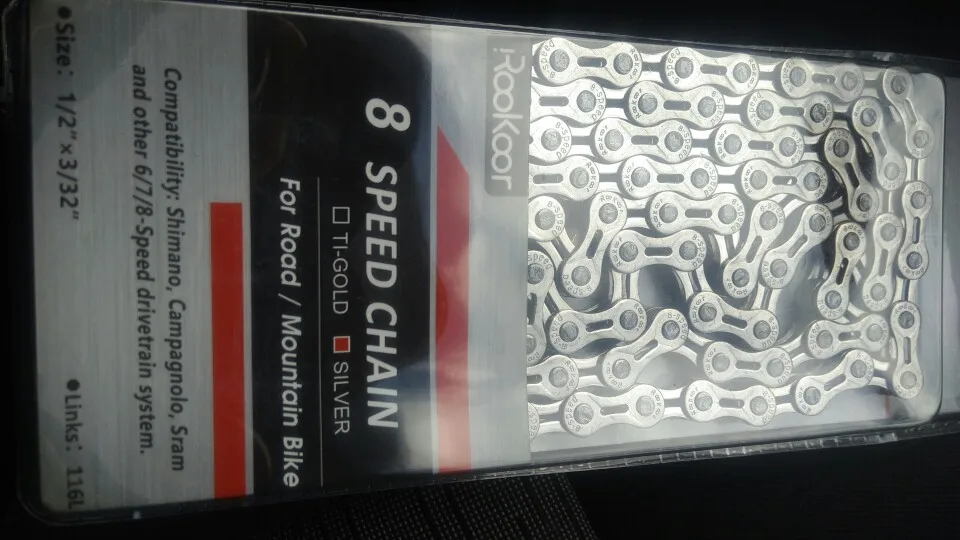 RooKoor
8 SPEED CHAIN
TI-GOLD SILVER
For Road / Mountain Bike
Compatibility: Shimano, Campagnolo, Sram
and other 6/7/8-Speed drivetrain system.
●Size: 1/2"×3/32" ●Links: 116L